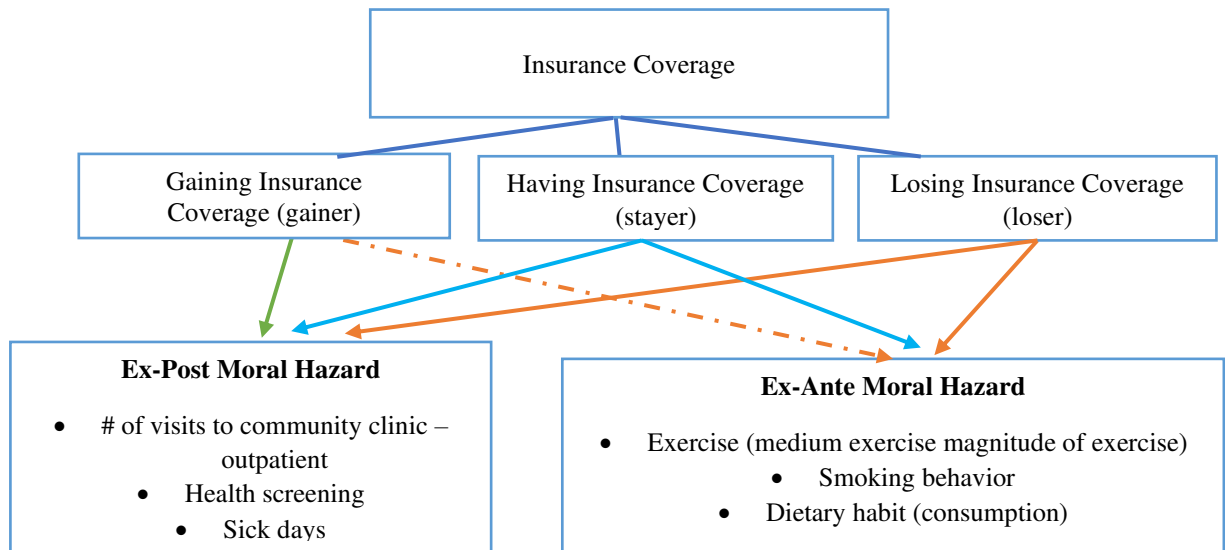 Insurance Coverage
Gaining Insurance
Coverage (gainer)
Having Insurance Coverage
(stayer)
Losing Insurance Coverage
(loser)
Ex-Post Moral Hazard
• # of visits to community clinic –
outpatient
• Health screening
• Sick days
Ex-Ante Moral Hazard
• Exercise (medium exercise magnitude of exercise)
• Smoking behavior
• Dietary habit (consumption)